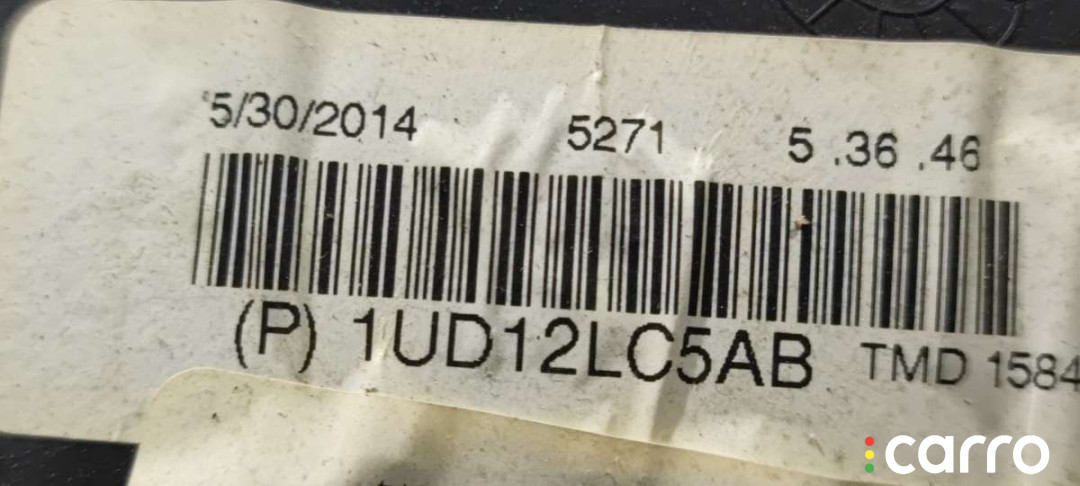 5/30/2014 5271 5 .36 .46
(P) 1UD12LC5AB TMD 1584
carro